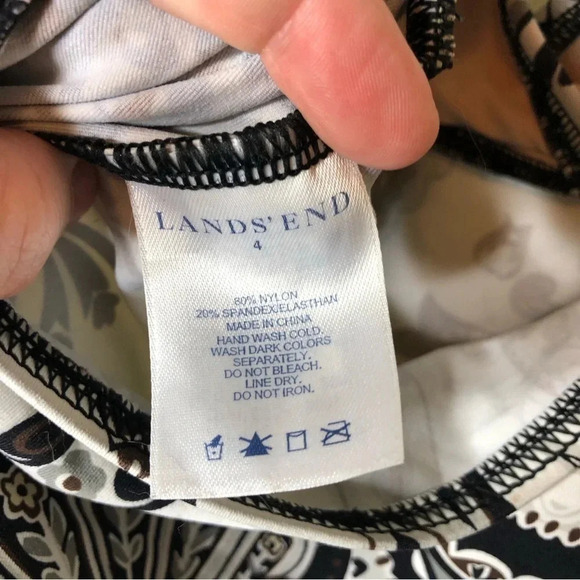 LANDS' END
4
80% NYLON
20% SPANDEX/ELASTHAN
MADE IN CHINA
HAND WASH COLD.
WASH DARK COLORS
SEPARATELY.
DO NOT BLEACH.
LINE DRY.
DO NOT IRON.